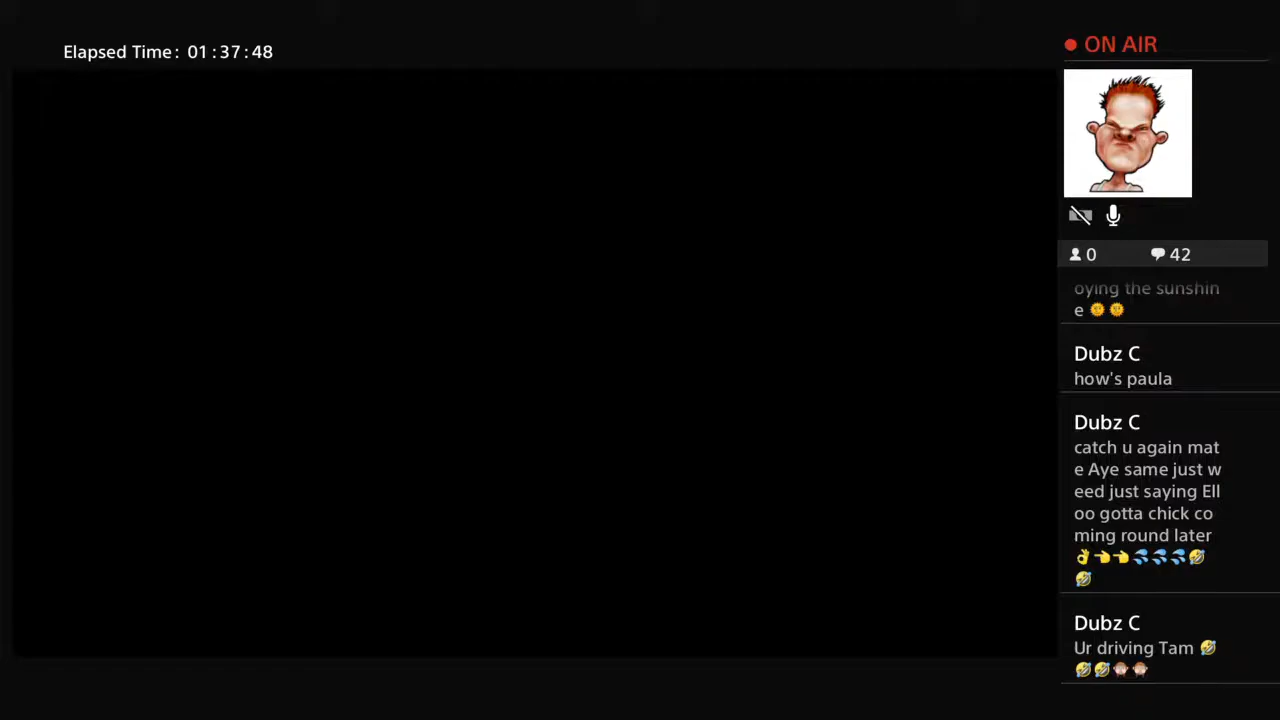 Elapsed Time: 01:37:48
ON AIR
0 42
oying the sunshin
e 🌞🌞
Dubz C
how's paula
Dubz C
catch u again mat
e Aye same just w
eed just saying Ell
oo gotta chick co
ming round later
👌👈👈💦💦💦🤣
🤣
Dubz C
Ur driving Tam 🤣
🤣🤣🙈🙈